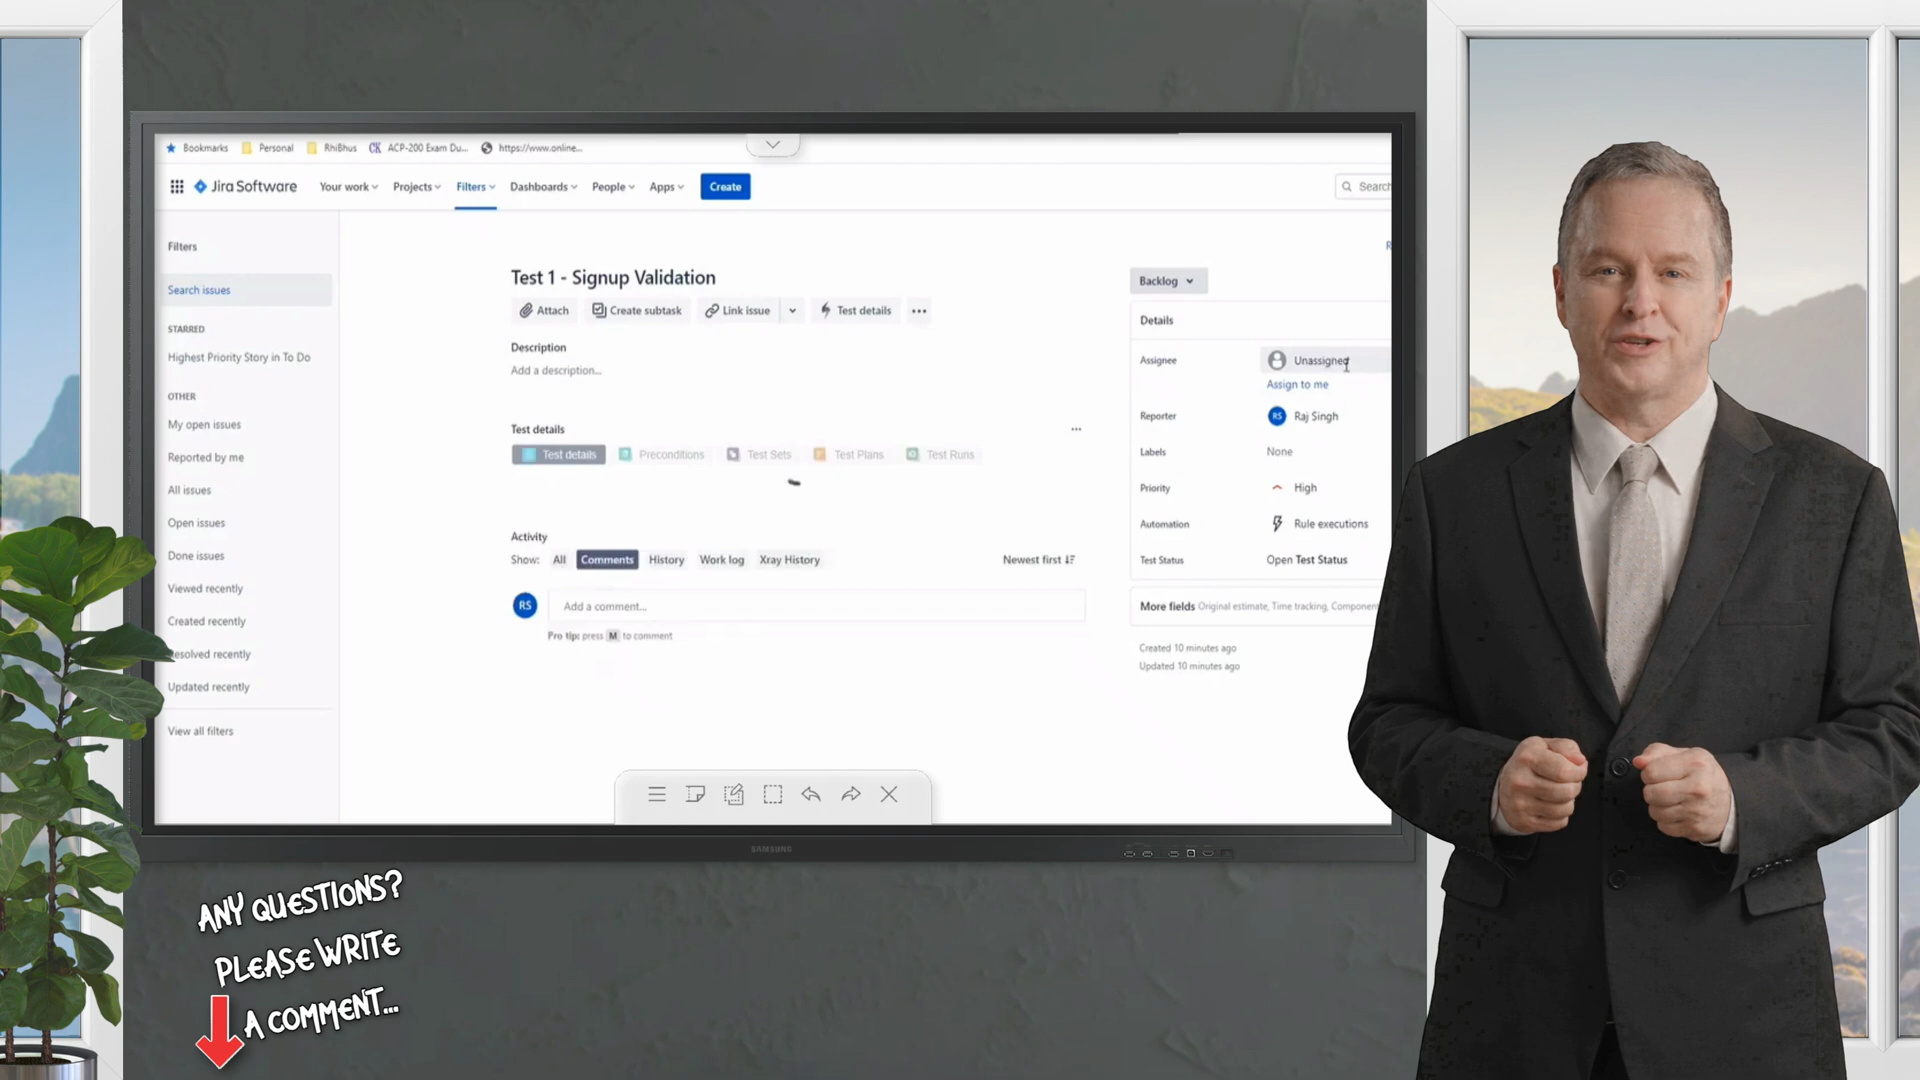 Bookmarks Personal RhiBhus CK ACP-200 Exam Du... https://www.online...
Jira Software Your work Projects Filters Dashboards People Apps Create Search
Filters
Search issues
STARRED
Highest Priority Story in To Do
OTHER
My open issues
Reported by me
All issues
Open issues
Done issues
Viewed recently
Created recently
esolved recently
Updated recently
View all filters
Test 1 - Signup Validation
Attach Create subtask Link issue Test details
Description
Add a description...
Test details
Test details Preconditions Test Sets Test Plans Test Runs
Activity
Show: All Comments History Work log Xray History Newest first
RS Add a comment...
Pro tip: press M to comment
Backlog
Details
Assignee Unassigned
Assign to me
Reporter RS Raj Singh
Labels None
Priority High
Automation Rule executions
Test Status Open Test Status
More fields Original estimate, Time tracking, Componen
Created 10 minutes ago
Updated 10 minutes ago
SAMSUNG
ANY QUESTIONS?
PLEASE WRITE
A COMMENT...